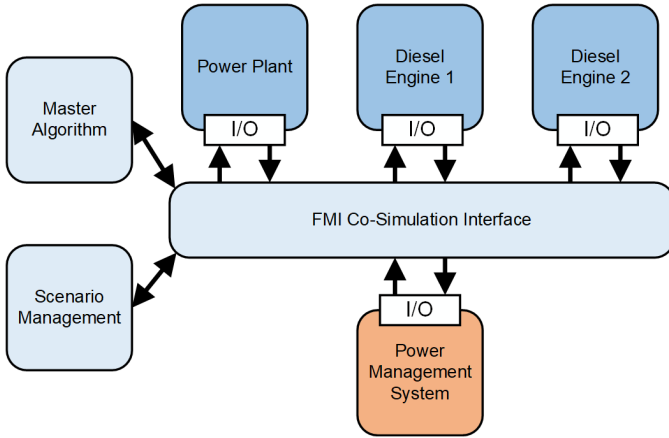 Power Plant
Diesel
Engine 1
Diesel
Engine 2
I/O
I/O
I/O
Master
Algorithm
FMI Co-Simulation Interface
Scenario
Management
I/O
Power
Management
System